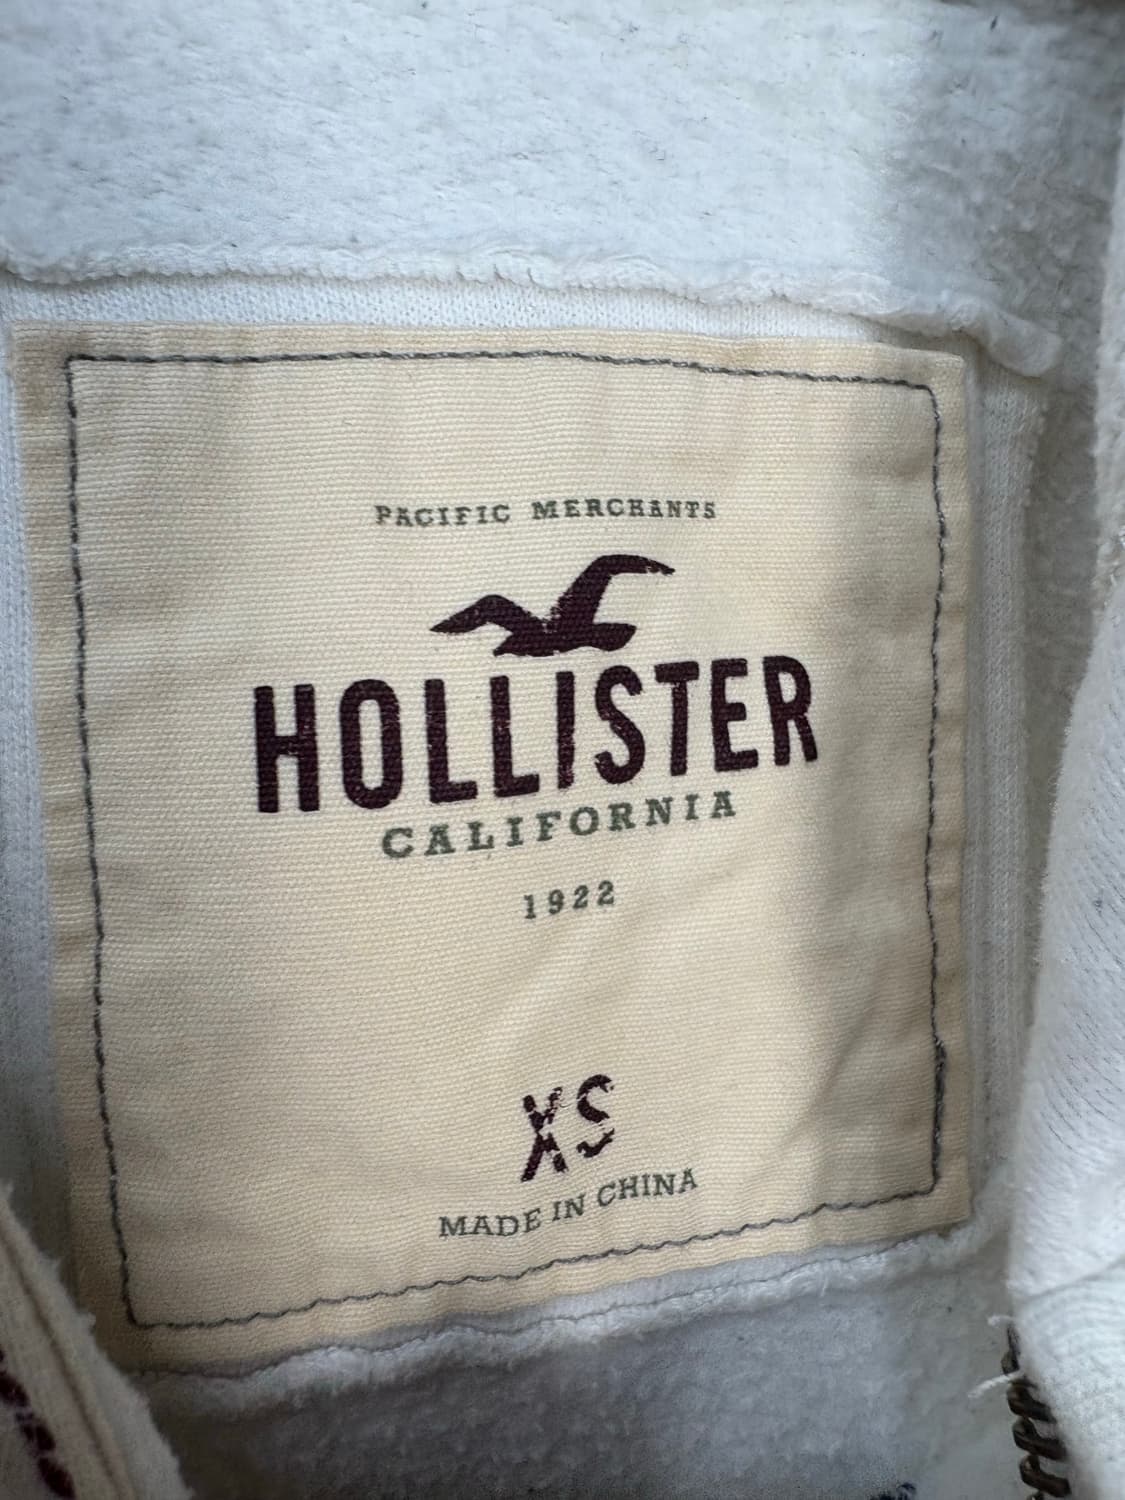 PACIFIC MERCHANTS
HOLLISTER
CALIFORNIA
1922
XS
MADE IN CHINA